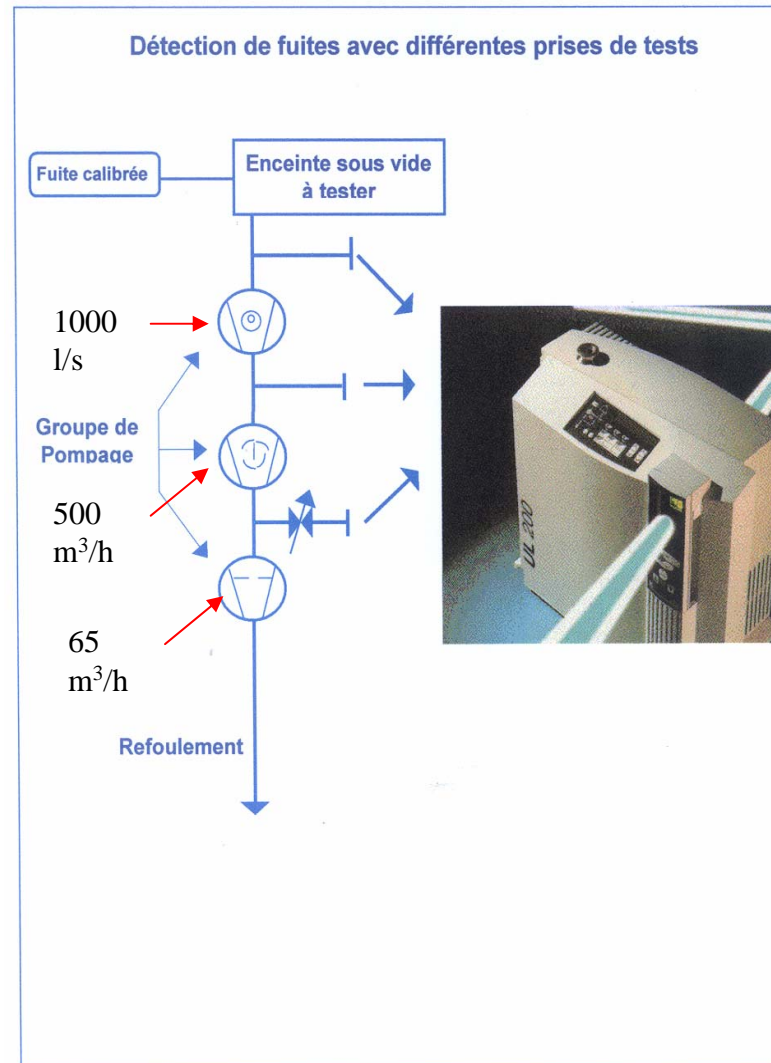 Détection de fuites avec différentes prises de tests
Fuite calibrée
Enceinte sous vide
à tester
1000
l/s
Groupe de
Pompage
500
m³/h
65
m³/h
Refoulement
UL 200